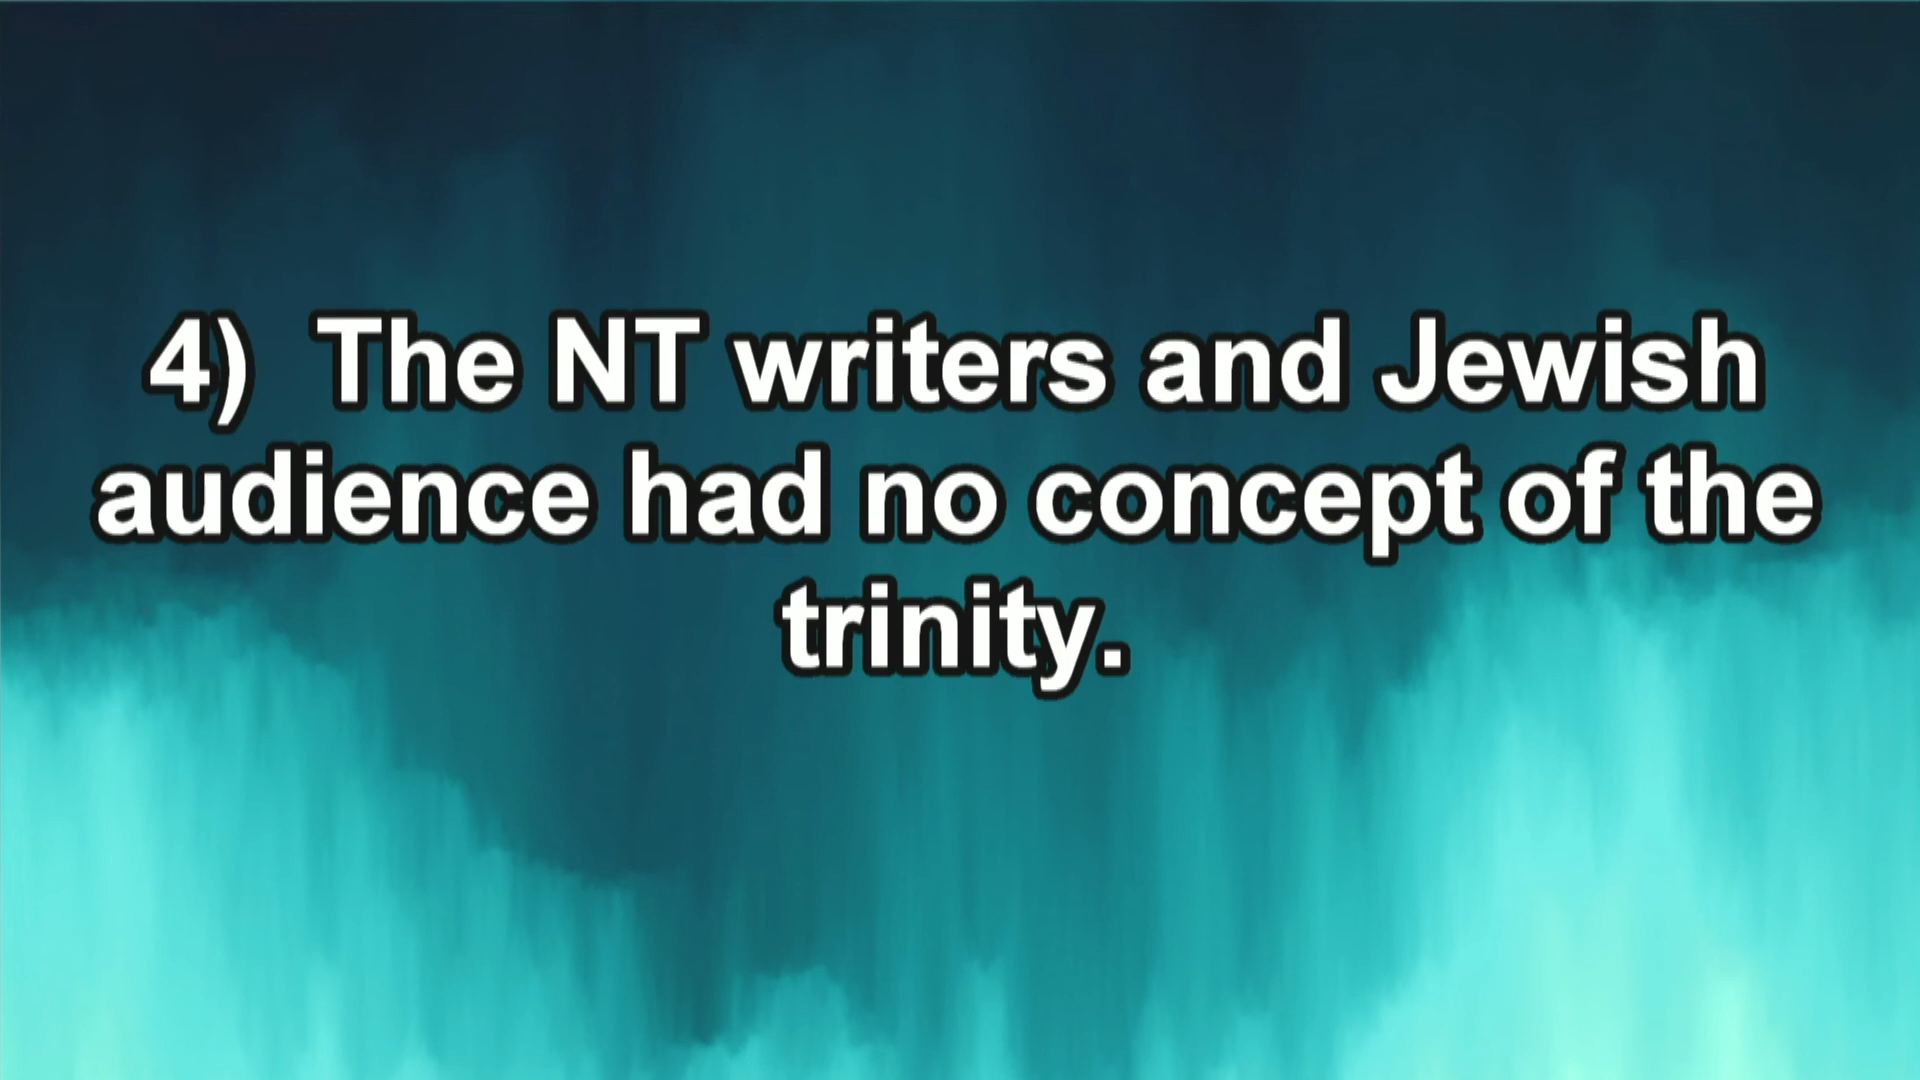 4)  The NT writers and Jewish
audience had no concept of the
trinity.